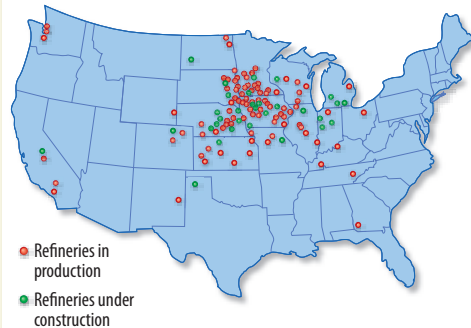 Refineries in
production
Refineries under
construction